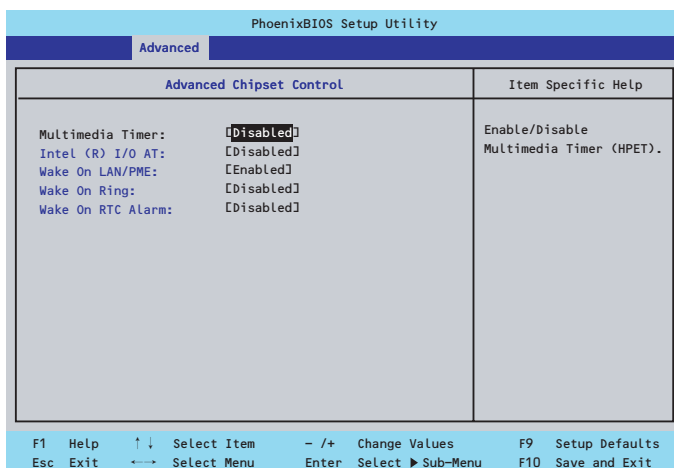 PhoenixBIOS Setup Utility
Advanced
Advanced Chipset Control
Item Specific Help
Multimedia Timer: [Disabled]
Intel (R) I/O AT: [Disabled]
Wake On LAN/PME: [Enabled]
Wake On Ring: [Disabled]
Wake On RTC Alarm: [Disabled]
Enable/Disable
Multimedia Timer (HPET).
F1 Help ↑↓ Select Item - /+ Change Values F9 Setup Defaults
Esc Exit ←→ Select Menu Enter Select ▶ Sub-Menu F10 Save and Exit